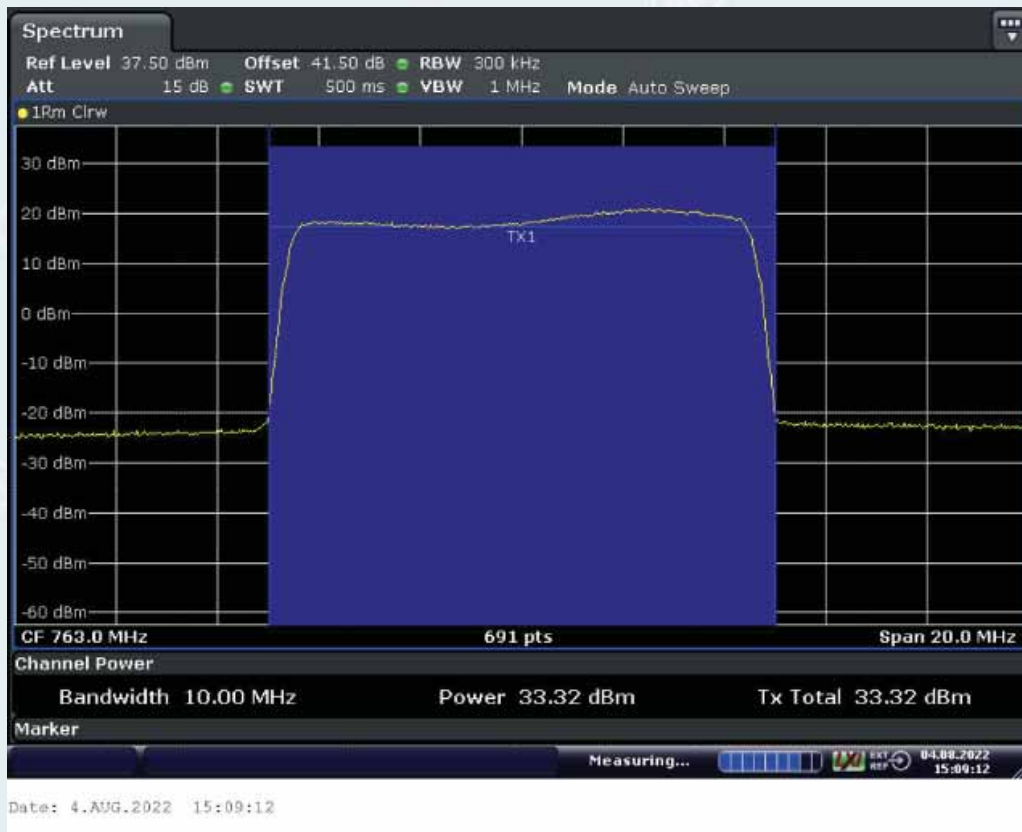 Spectrum
Ref Level 37.50 dBm Offset 41.50 dB RBW 300 kHz
Att 15 dB SWT 500 ms VBW 1 MHz Mode Auto Sweep
1Rm Clrw
30 dBm
20 dBm
TX1
10 dBm
0 dBm
-10 dBm
-20 dBm
-30 dBm
-40 dBm
-50 dBm
-60 dBm
CF 763.0 MHz 691 pts Span 20.0 MHz
Channel Power
Bandwidth 10.00 MHz Power 33.32 dBm Tx Total 33.32 dBm
Marker
Measuring... LXI EXT REF 04.08.2022 15:09:12
Date: 4.AUG.2022 15:09:12